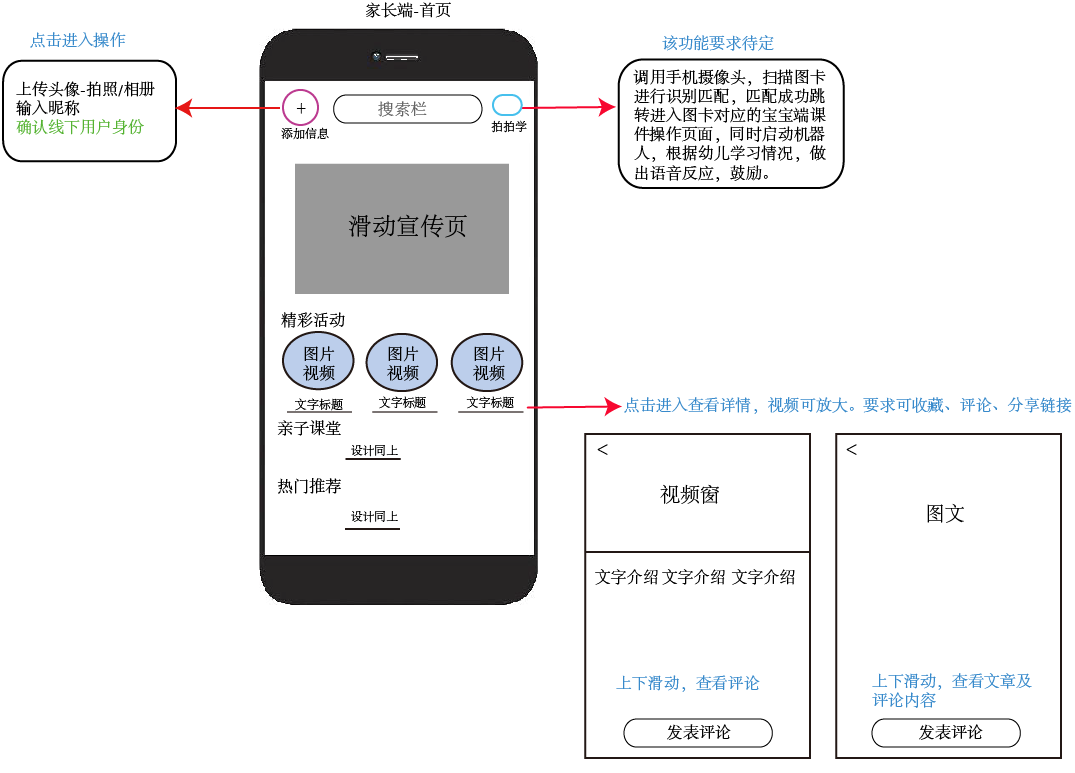 家长端-首页
点击进入操作
上传头像-拍照/相册
输入昵称
确认线下用户身份
+
添加信息
搜索栏
拍拍学
该功能要求待定
调用手机摄像头，扫描图卡
进行识别匹配，匹配成功跳
转进入图卡对应的宝宝端课
件操作页面，同时启动机器
人，根据幼儿学习情况，做
出语音反应，鼓励。
滑动宣传页
精彩活动
图片
视频
图片
视频
图片
视频
文字标题
文字标题
文字标题
点击进入查看详情，视频可放大。要求可收藏、评论、分享链接
亲子课堂
设计同上
热门推荐
设计同上
<
视频窗
文字介绍 文字介绍 文字介绍
上下滑动，查看评论
发表评论
<
图文
上下滑动，查看文章及
评论内容
发表评论